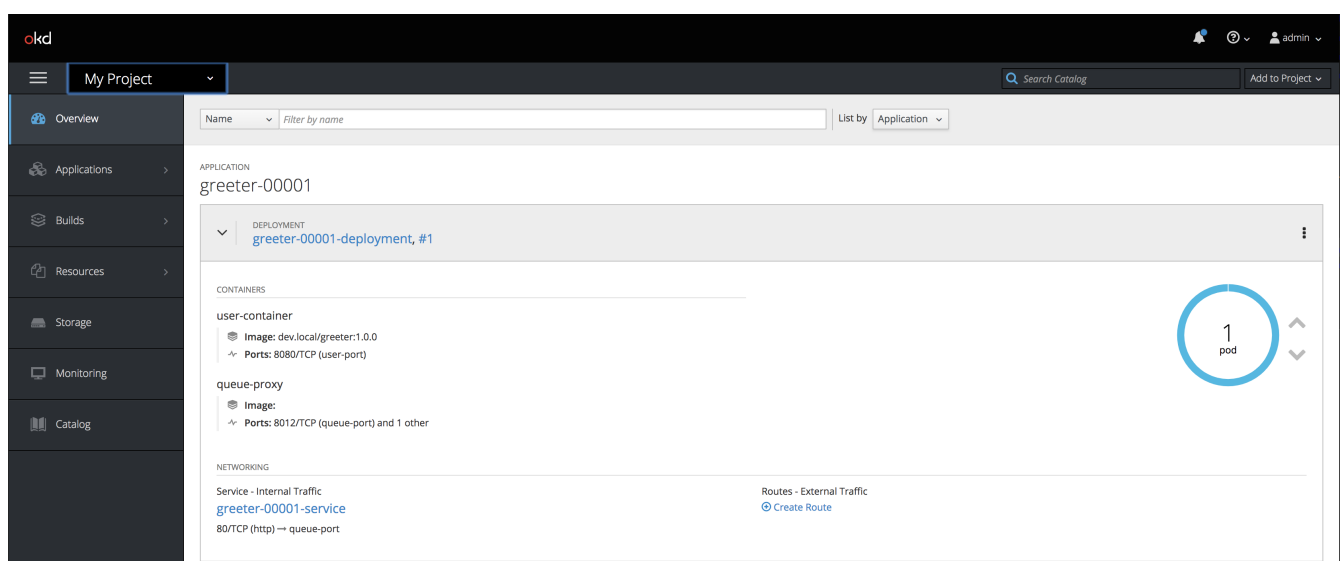 okd
admin
My Project
Search Catalog
Add to Project
Overview
Name
Filter by name
List by
Application
Applications
Builds
Resources
Storage
Monitoring
Catalog
APPLICATION
greeter-00001
DEPLOYMENT
greeter-00001-deployment, #1
CONTAINERS
user-container
Image: dev.local/greeter:1.0.0
Ports: 8080/TCP (user-port)
queue-proxy
Image:
Ports: 8012/TCP (queue-port) and 1 other
1
pod
NETWORKING
Service - Internal Traffic
greeter-00001-service
80/TCP (http) → queue-port
Routes - External Traffic
Create Route